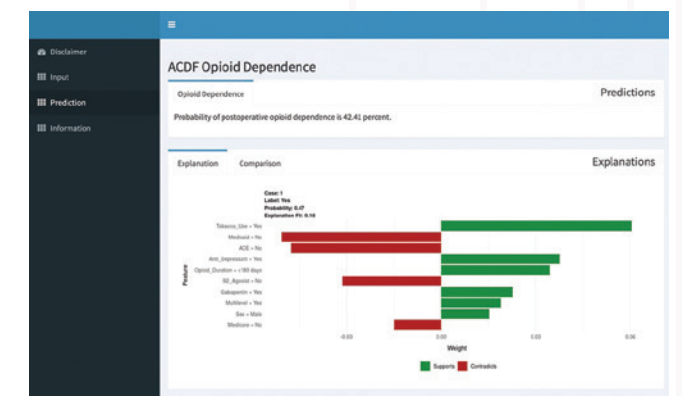 Disclaimer
Input
Prediction
Information
ACDF Opioid Dependence
Opioid Dependence
Predictions
Probability of postoperative opioid dependence is 42.41 percent.
Explanation
Comparison
Explanations
Case: 1
Label: Yes
Probability: 0.47
Explanation Fit: 0.18
Tobacco_Use = Yes
Medicaid = No
ACE = No
Anti_Depressant = Yes
Opioid_Duration = <180 days
B2_Agonist = No
Gabapentin = Yes
Multilevel = Yes
Sex = Male
Medicare = No
Feature
-0.03
0.00
0.03
0.06
Weight
Supports
Contradicts